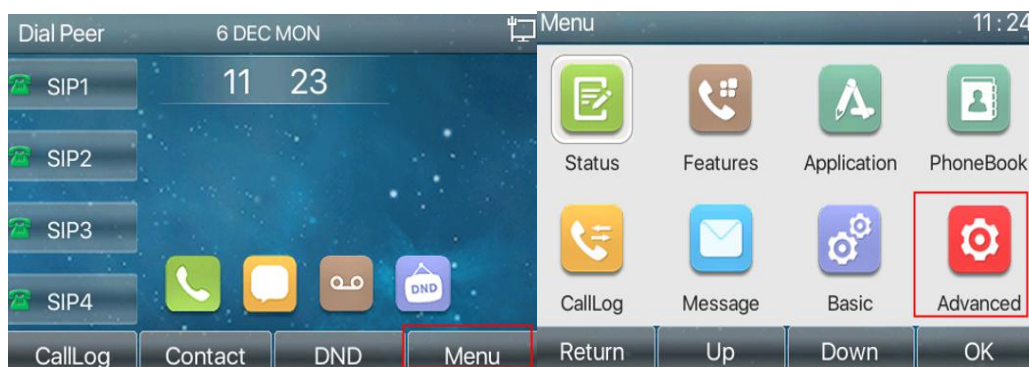 Dial Peer 6 DEC MON
SIP1 11 23
SIP2
SIP3
SIP4
DND
CallLog Contact DND Menu
Menu 11:24
Status Features Application PhoneBook
CallLog Message Basic Advanced
Return Up Down OK